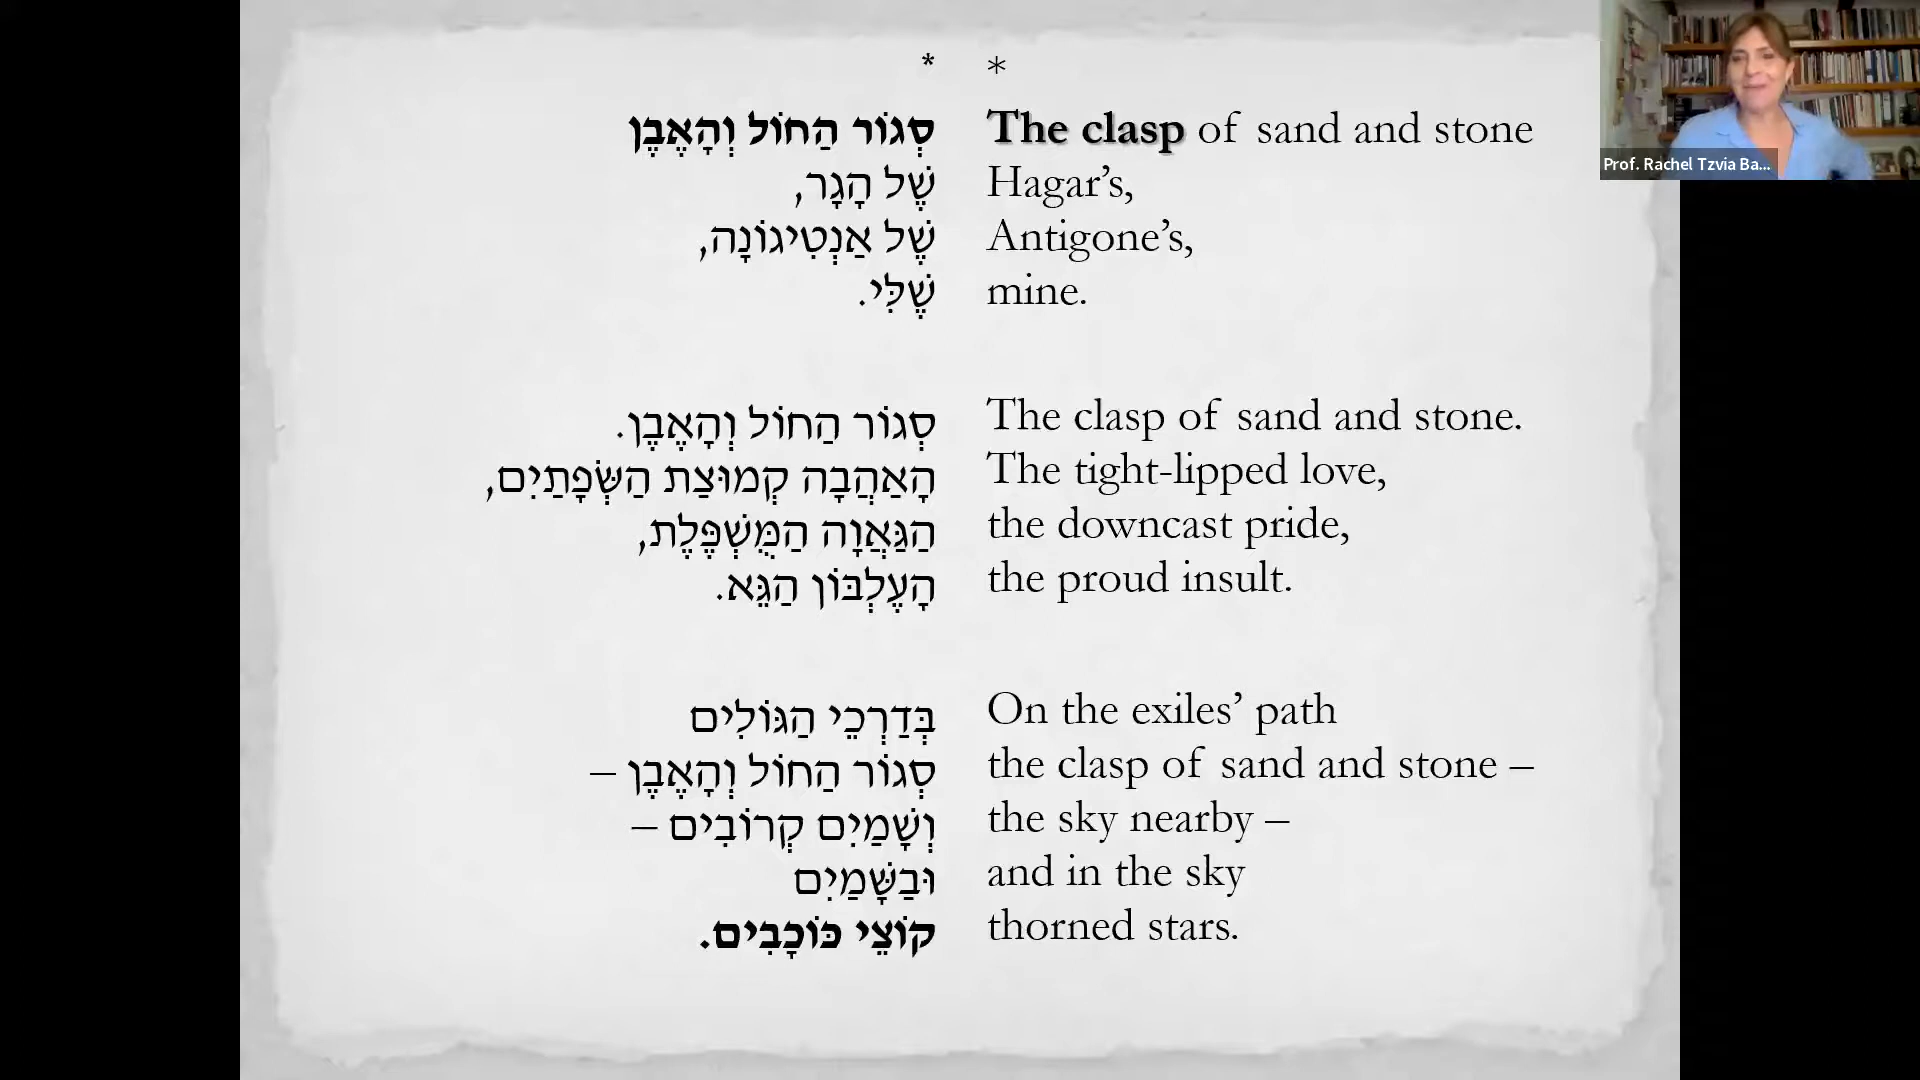 *
סְגוֹר הַחוֹל וְהָאֶבֶן
שֶׁל הָגָר,
שֶׁל אַנְטִיגוֹנָה,
שֶׁלִּי.
סְגוֹר הַחוֹל וְהָאֶבֶן.
הָאַהֲבָה קְמוּצַת הַשְּׂפָתַיִם,
הַגַּאֲוָה הַמֻּשְׁפֶּלֶת,
הָעֶלְבּוֹן הַגֵּא.
בְּדַרְכֵי הַגּוֹלִים
סְגוֹר הַחוֹל וְהָאֶבֶן –
וְשָׁמַיִם קְרוֹבִים –
וּבַשָּׁמַיִם
קוֹצֵי כּוֹכָבִים.
*
The clasp of sand and stone
Hagar’s,
Antigone’s,
mine.
The clasp of sand and stone.
The tight-lipped love,
the downcast pride,
the proud insult.
On the exiles’ path
the clasp of sand and stone –
the sky nearby –
and in the sky
thorned stars.
Prof. Rachel Tzvia Ba...